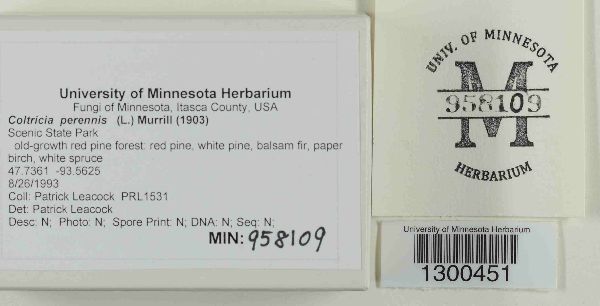 University of Minnesota Herbarium
Fungi of Minnesota, Itasca County, USA
Coltricia perennis (L.) Murrill (1903)
Scenic State Park
old-growth red pine forest: red pine, white pine, balsam fir, paper
birch, white spruce
47.7361 -93.5625
8/26/1993
Coll: Patrick Leacock PRL1531
Det: Patrick Leacock
Desc: N; Photo: N; Spore Print: N; DNA: N; Seq: N;
MIN: 958109
UNIV. OF MINNESOTA
M
958109
HERBARIUM
University of Minnesota Herbarium
1300451